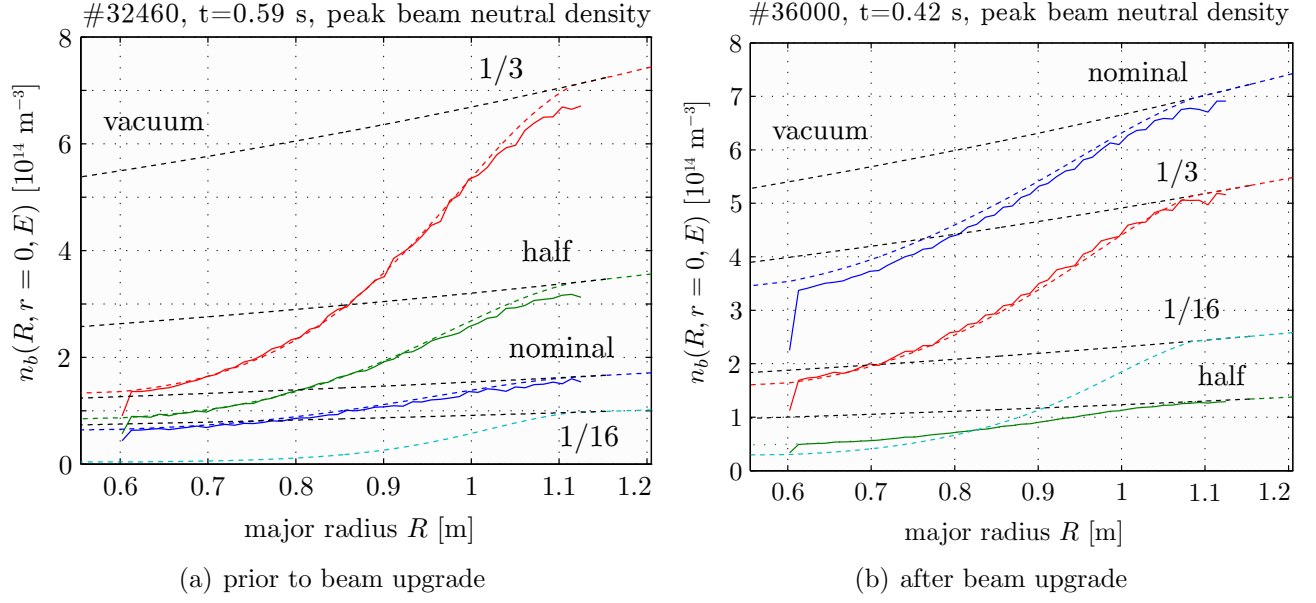 #32460, t=0.59 s, peak beam neutral density
8
7
6
5
4
3
2
1
0
n_b(R, r = 0, E) [10^14 m^−3]
1/3
vacuum
half
nominal
1/16
0.6 0.7 0.8 0.9 1 1.1 1.2
major radius R [m]
(a) prior to beam upgrade
#36000, t=0.42 s, peak beam neutral density
8
7
6
5
4
3
2
1
0
n_b(R, r = 0, E) [10^14 m^−3]
nominal
vacuum
1/3
1/16
half
0.6 0.7 0.8 0.9 1 1.1 1.2
major radius R [m]
(b) after beam upgrade